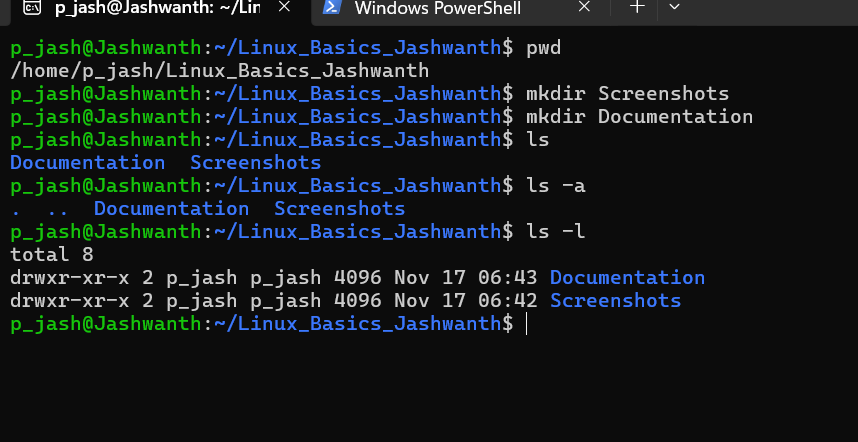 p_jash@Jashwanth: ~/Lin Windows PowerShell
p_jash@Jashwanth:~/Linux_Basics_Jashwanth$ pwd
/home/p_jash/Linux_Basics_Jashwanth
p_jash@Jashwanth:~/Linux_Basics_Jashwanth$ mkdir Screenshots
p_jash@Jashwanth:~/Linux_Basics_Jashwanth$ mkdir Documentation
p_jash@Jashwanth:~/Linux_Basics_Jashwanth$ ls
Documentation  Screenshots
p_jash@Jashwanth:~/Linux_Basics_Jashwanth$ ls -a
.  ..  Documentation  Screenshots
p_jash@Jashwanth:~/Linux_Basics_Jashwanth$ ls -l
total 8
drwxr-xr-x 2 p_jash p_jash 4096 Nov 17 06:43 Documentation
drwxr-xr-x 2 p_jash p_jash 4096 Nov 17 06:42 Screenshots
p_jash@Jashwanth:~/Linux_Basics_Jashwanth$